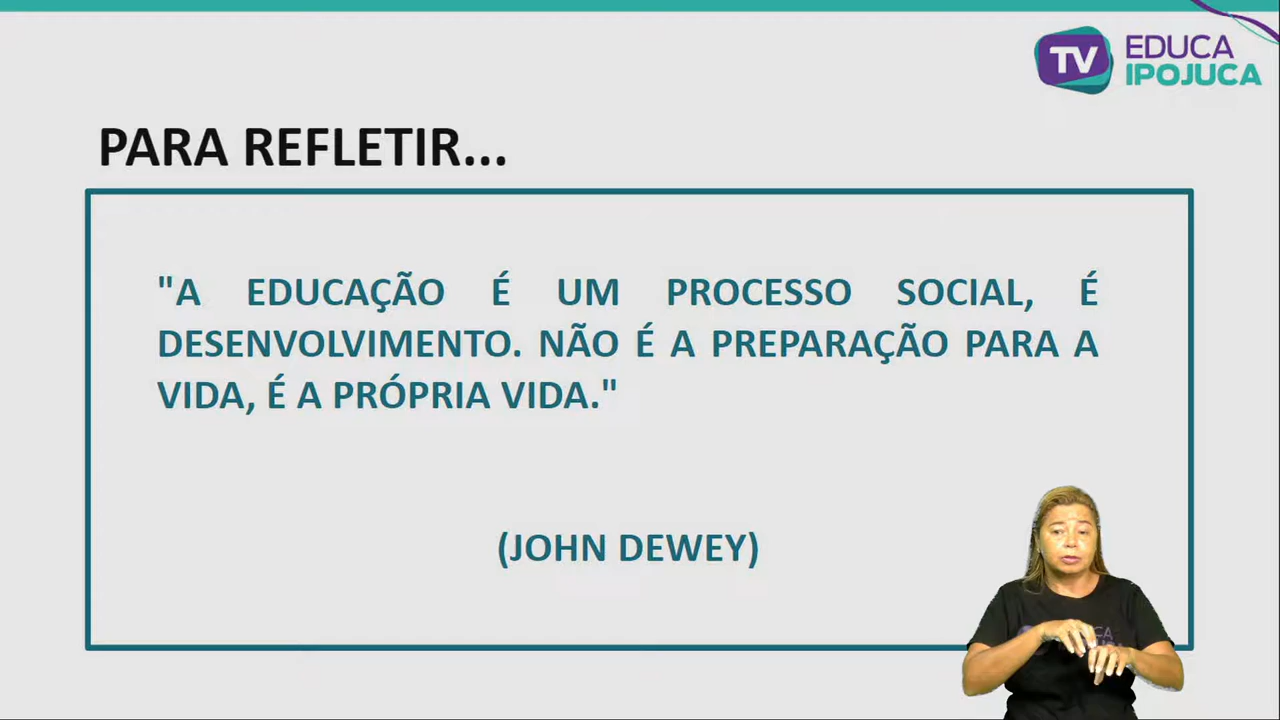 TV EDUCA
IPOJUCA
PARA REFLETIR...
"A EDUCAÇÃO É UM PROCESSO SOCIAL, É
DESENVOLVIMENTO. NÃO É A PREPARAÇÃO PARA A
VIDA, É A PRÓPRIA VIDA."
(JOHN DEWEY)